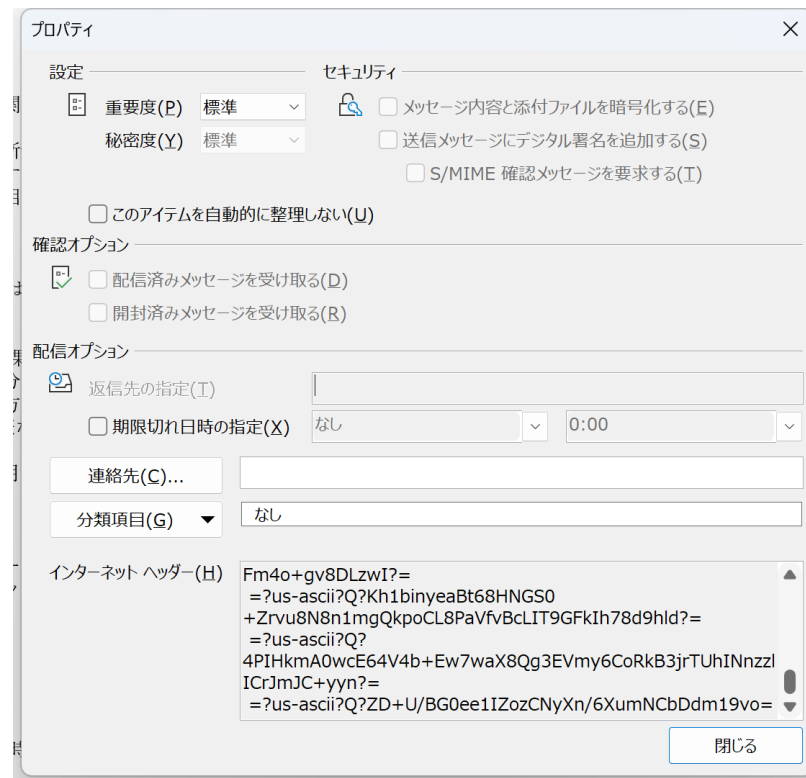 プロパティ
設定
セキュリティ
重要度(P) 標準
メッセージ内容と添付ファイルを暗号化する(E)
秘密度(Y) 標準
送信メッセージにデジタル署名を追加する(S)
S/MIME 確認メッセージを要求する(T)
このアイテムを自動的に整理しない(U)
確認オプション
配信済みメッセージを受け取る(D)
開封済みメッセージを受け取る(R)
配信オプション
返信先の指定(T)
期限切れ日時の指定(X) なし 0:00
連絡先(C)...
分類項目(G) なし
インターネット ヘッダー(H)
Fm4o+gv8DLzwI?=
=?us-ascii?Q?Kh1binyeaBt68HNGS0
+Zrvu8N8n1mgQkpoCL8PaVfvBcLIT9GFkIh78d9hld?=
=?us-ascii?Q?
4PIHkmA0wcE64V4b+Ew7waX8Qg3EVmy6CoRkB3jrTUhINnzzl
ICrJmJC+yyn?=
=?us-ascii?Q?ZD+U/BG0ee1IZozCNyXn/6XumNCbDdm19vo=
閉じる